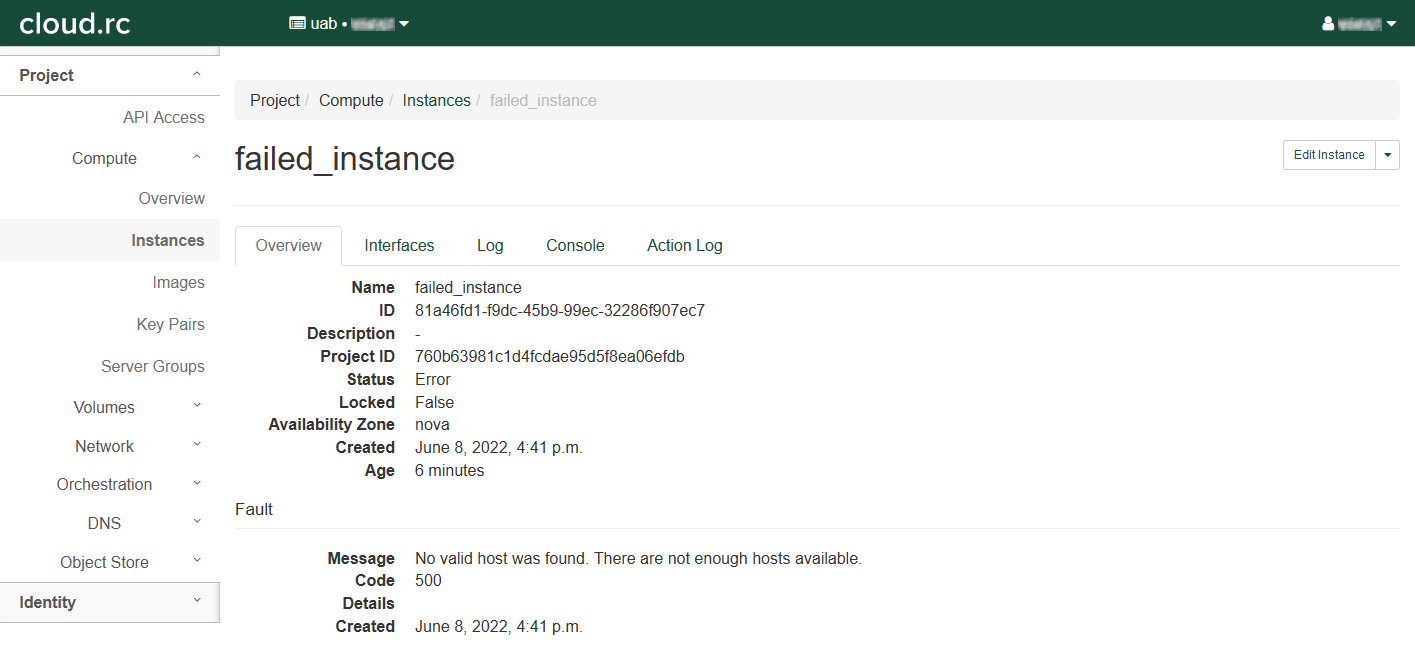 cloud.rc
uab •
Project
API Access
Compute
Overview
Instances
Images
Key Pairs
Server Groups
Volumes
Network
Orchestration
DNS
Object Store
Identity
Project / Compute / Instances / failed_instance
failed_instance
Edit Instance
Overview Interfaces Log Console Action Log
Name failed_instance
ID 81a46fd1-f9dc-45b9-99ec-32286f907ec7
Description -
Project ID 760b63981c1d4fcdae95d5f8ea06efdb
Status Error
Locked False
Availability Zone nova
Created June 8, 2022, 4:41 p.m.
Age 6 minutes
Fault
Message No valid host was found. There are not enough hosts available.
Code 500
Details
Created June 8, 2022, 4:41 p.m.